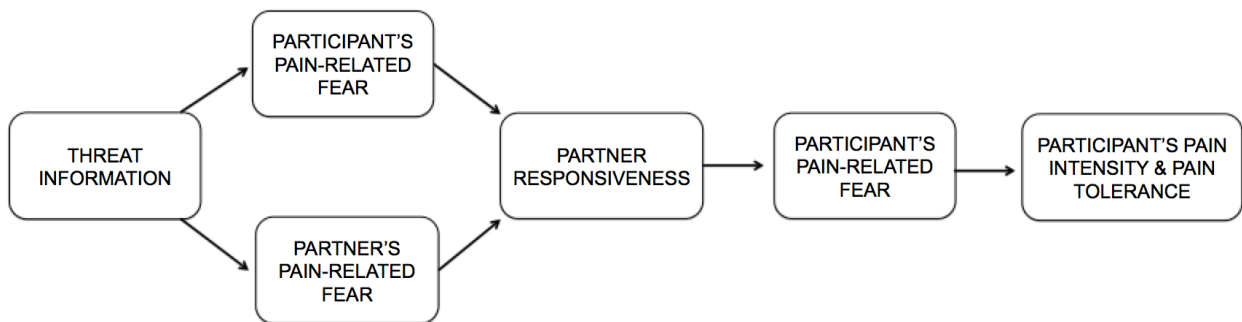 PARTICIPANT’S
PAIN-RELATED
FEAR
THREAT
INFORMATION
PARTNER’S
PAIN-RELATED
FEAR
PARTNER
RESPONSIVENESS
PARTICIPANT’S
PAIN-RELATED
FEAR
PARTICIPANT’S PAIN
INTENSITY & PAIN
TOLERANCE